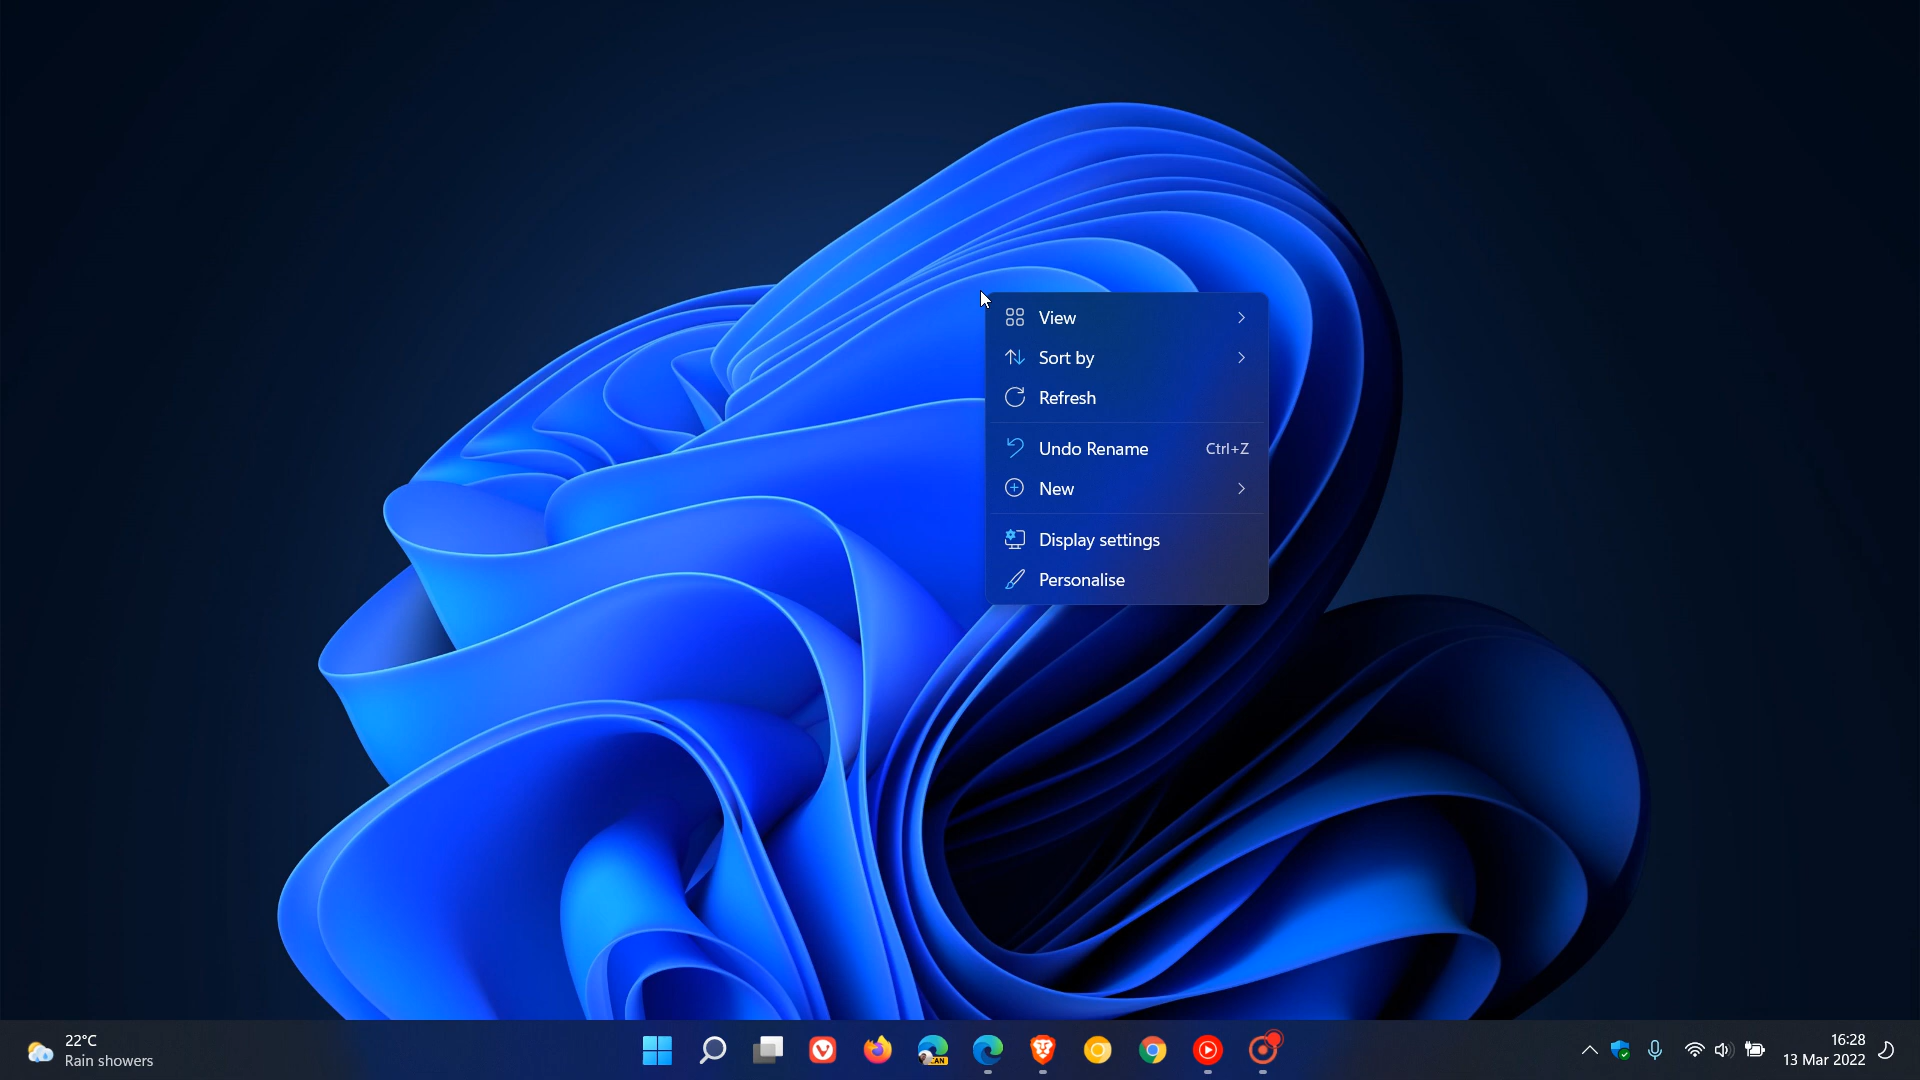 View
Sort by
Refresh
Undo Rename Ctrl+Z
New
Display settings
Personalise
22°C
Rain showers
CAN
16:28
13 Mar 2022